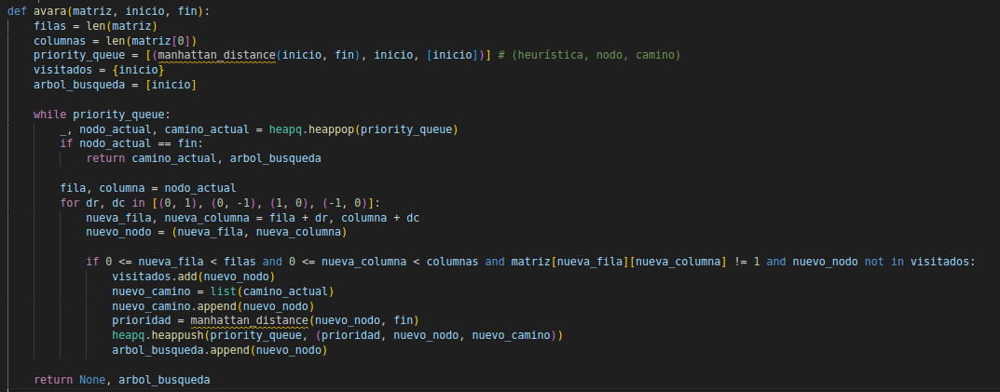 def avara(matriz, inicio, fin):
    filas = len(matriz)
    columnas = len(matriz[0])
    priority_queue = [(manhattan_distance(inicio, fin), inicio, [inicio])] # (heurística, nodo, camino)
    visitados = {inicio}
    arbol_busqueda = [inicio]

    while priority_queue:
        _, nodo_actual, camino_actual = heapq.heappop(priority_queue)
        if nodo_actual == fin:
            return camino_actual, arbol_busqueda

        fila, columna = nodo_actual
        for dr, dc in [(0, 1), (0, -1), (1, 0), (-1, 0)]:
            nueva_fila, nueva_columna = fila + dr, columna + dc
            nuevo_nodo = (nueva_fila, nueva_columna)

            if 0 <= nueva_fila < filas and 0 <= nueva_columna < columnas and matriz[nueva_fila][nueva_columna] != 1 and nuevo_nodo not in visitados:
                visitados.add(nuevo_nodo)
                nuevo_camino = list(camino_actual)
                nuevo_camino.append(nuevo_nodo)
                prioridad = manhattan_distance(nuevo_nodo, fin)
                heapq.heappush(priority_queue, (prioridad, nuevo_nodo, nuevo_camino))
                arbol_busqueda.append(nuevo_nodo)

    return None, arbol_busqueda